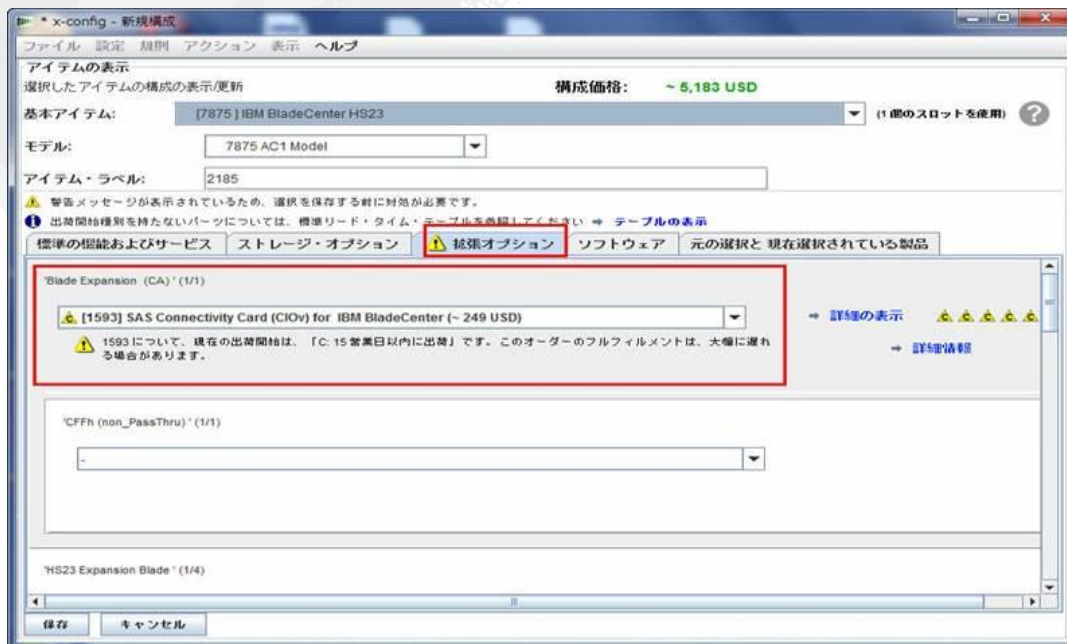 * x-config - 新規構成
ファイル 設定 規則 アクション 表示 ヘルプ
アイテムの表示
選択したアイテムの構成の表示/更新
構成価格: ~ 5,183 USD
基本アイテム: [7875 ] IBM BladeCenter HS23 (1 個のスロットを使用) ?
モデル: 7875 AC1 Model
アイテム・ラベル: 2185
警告メッセージが表示されているため、選択を保存する前に対処が必要です。
出荷開始種別を持たないパーツについては、標準リード・タイム・テーブルを参照してください ⇒ テーブルの表示
標準の機能およびサービス ストレージ・オプション 拡張オプション ソフトウェア 元の選択と 現在選択されている製品
'Blade Expansion (CA) ' (1/1)
C [1593] SAS Connectivity Card (CIOv) for IBM BladeCenter (~ 249 USD) ⇒ 詳細の表示 C C C C C
1593 について、現在の出荷開始は、「C: 15 営業日以内に出荷」です。このオーダーのフルフィルメントは、大幅に遅れ
る場合があります。
⇒ 詳細情報
'CFFh (non_PassThru) ' (1/1)
-
'HS23 Expansion Blade ' (1/4)
保存 キャンセル